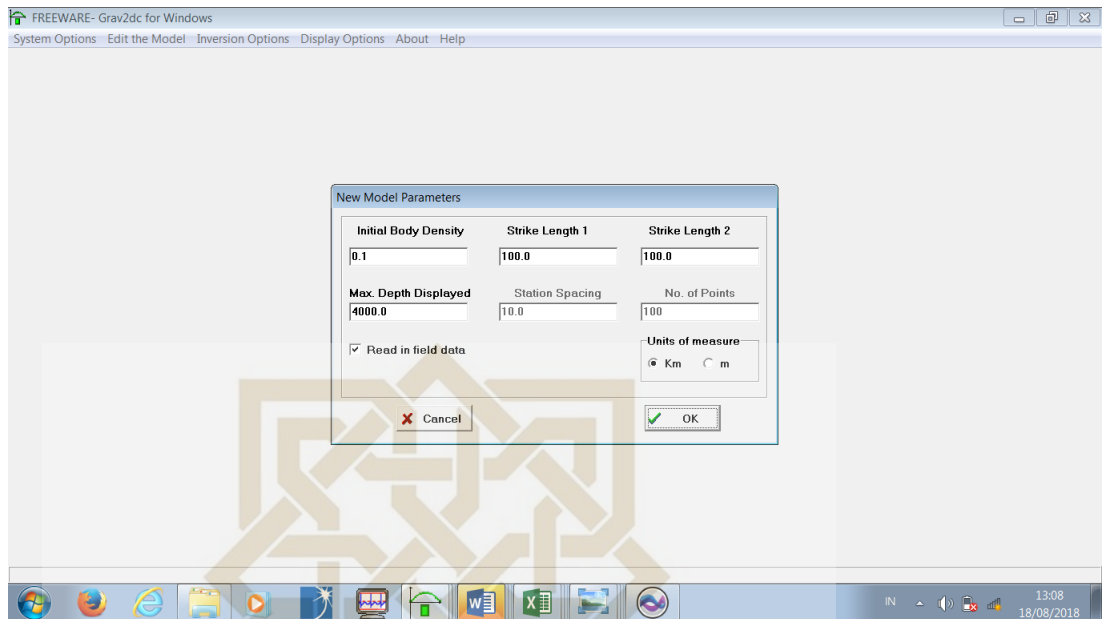 FREEWARE- Grav2dc for Windows
System Options Edit the Model Inversion Options Display Options About Help
New Model Parameters
Initial Body Density Strike Length 1 Strike Length 2
0.1 100.0 100.0
Max. Depth Displayed Station Spacing No. of Points
4000.0 10.0 100
Read in field data
Units of measure
Km m
Cancel OK
IN
13:08
18/08/2018